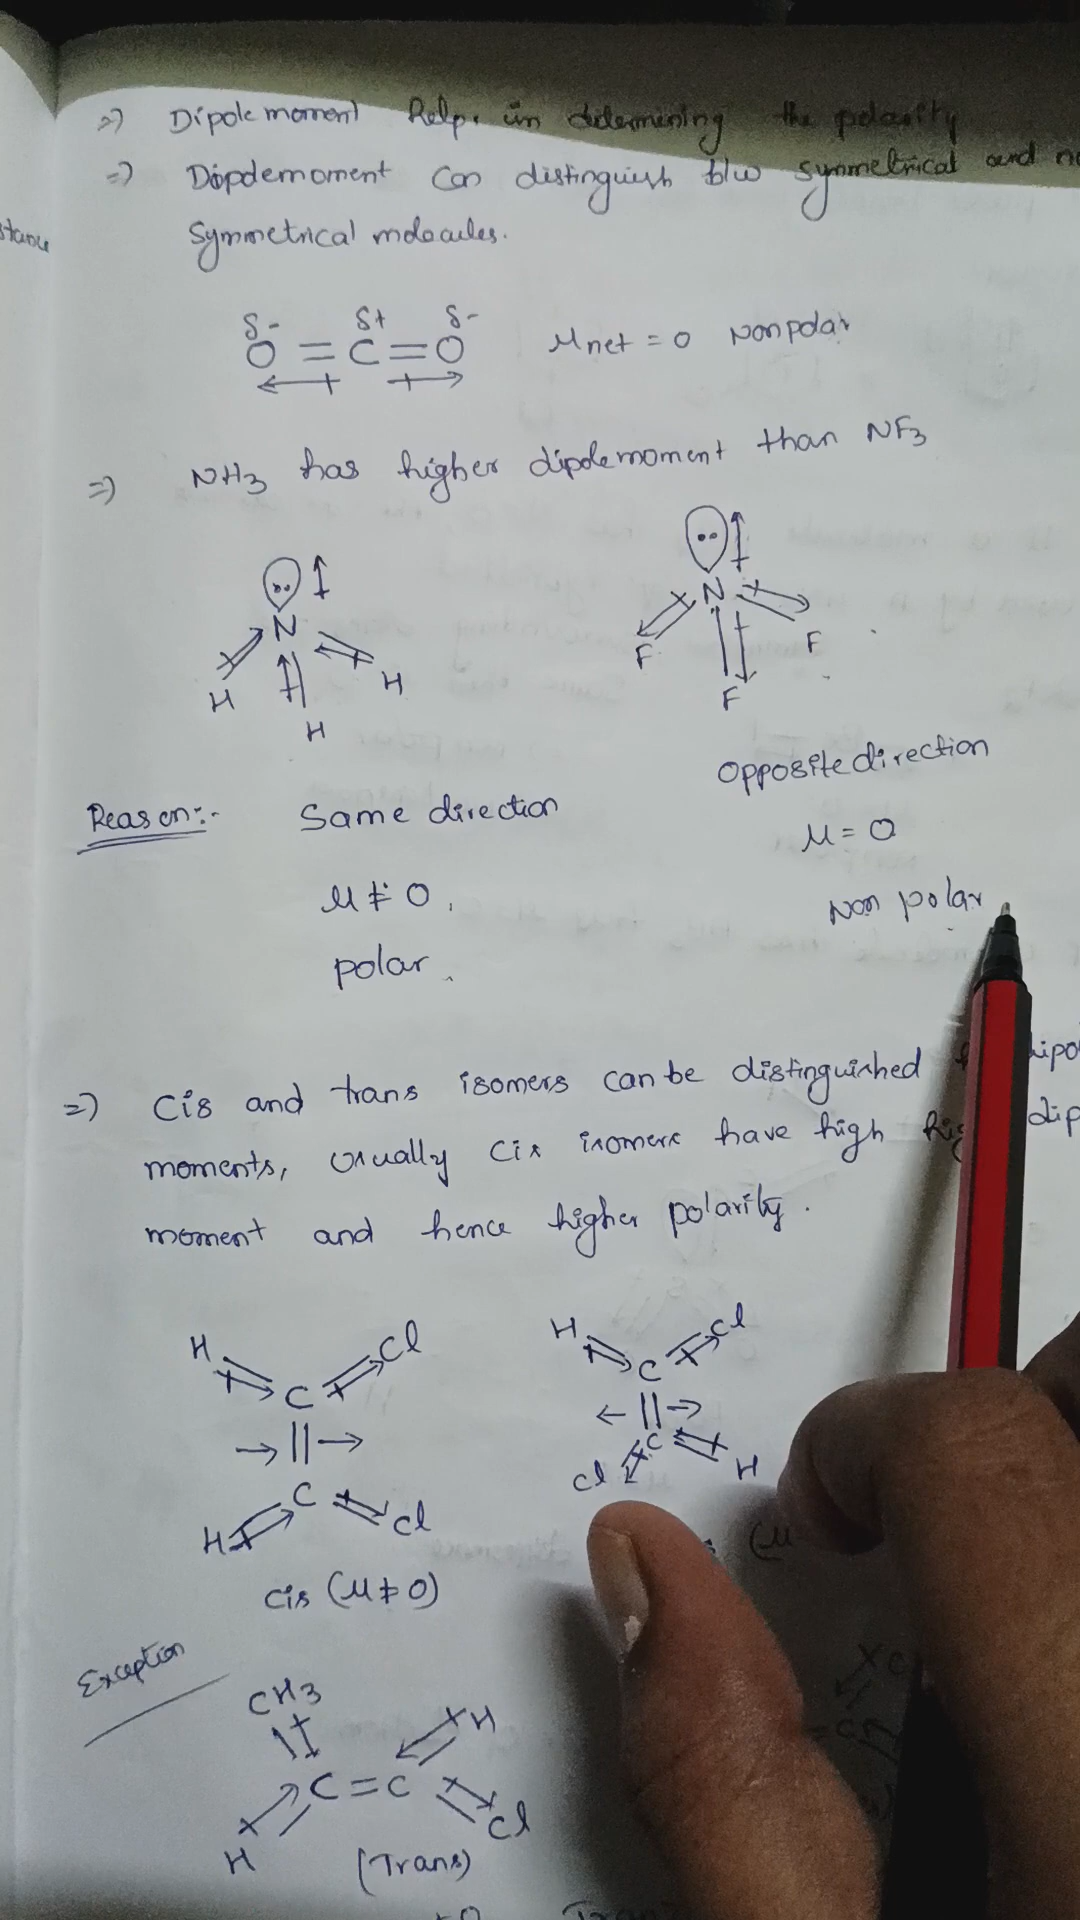 ⇒) Dipole moment helps in determining the polarity
⇒) Dipolemoment can distinguish b/w symmetrical and
stance
Symmetrical molecules.
δ- δ+ δ-
O = C = O μnet = 0 Nonpolar
⇒) NH3 has higher dipolemoment than NF3
N N
H H H
F F F
Reason:- Same direction Opposite direction
μ ≠ 0, μ = 0
polar. Non polar
⇒) Cis and trans isomers can be distinguished
moments, usually Cis isomers have high
moment and hence higher polarity.
H Cl H Cl
C C
|| ||
C C
H Cl Cl H
cis (μ ≠ 0) (μ
Exception
CH3 H
C = C
H Cl
(Trans)